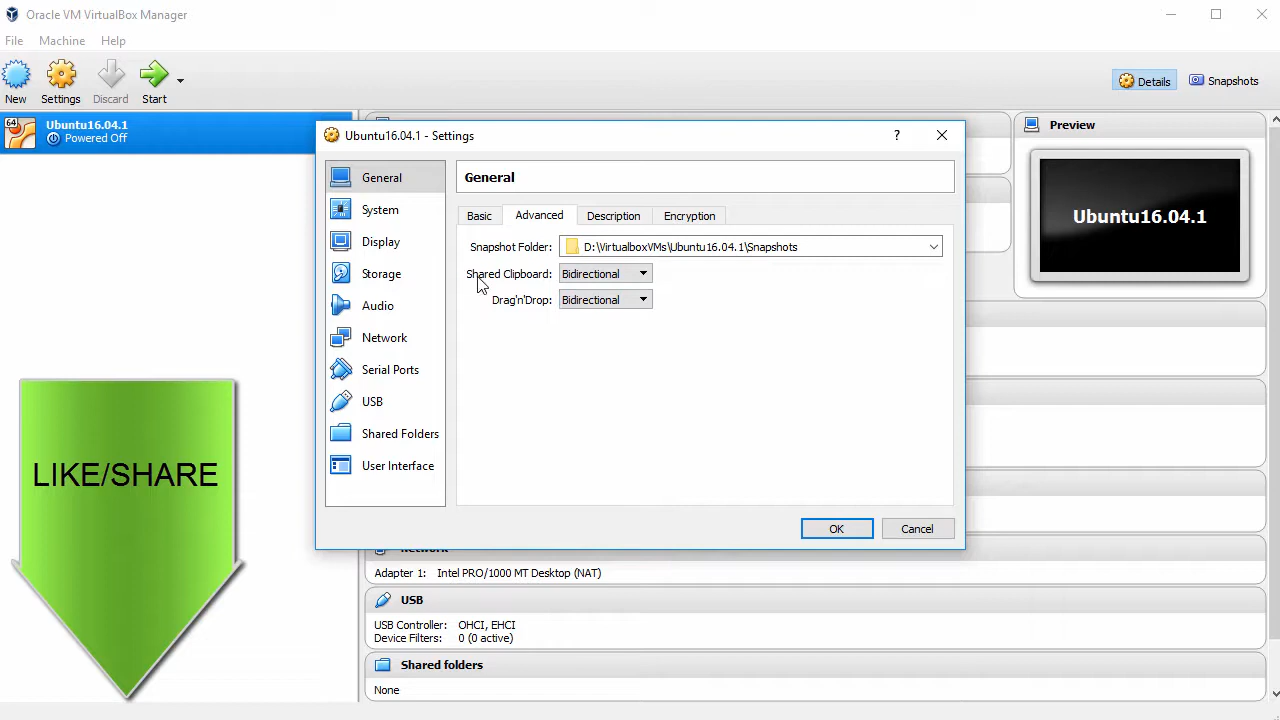 Oracle VM VirtualBox Manager
File Machine Help
New Settings Discard Start Details Snapshots
64 Ubuntu16.04.1
Powered Off
Preview
Ubuntu16.04.1
Ubuntu16.04.1 - Settings ?
General
System
Display
Storage
Audio
Network
Serial Ports
USB
Shared Folders
User Interface
General
Basic Advanced Description Encryption
Snapshot Folder: D:\VirtualboxVMs\Ubuntu16.04.1\Snapshots
Shared Clipboard: Bidirectional
Drag'n'Drop: Bidirectional
OK Cancel
LIKE/SHARE
Network
Adapter 1: Intel PRO/1000 MT Desktop (NAT)
USB
USB Controller: OHCI, EHCI
Device Filters: 0 (0 active)
Shared folders
None